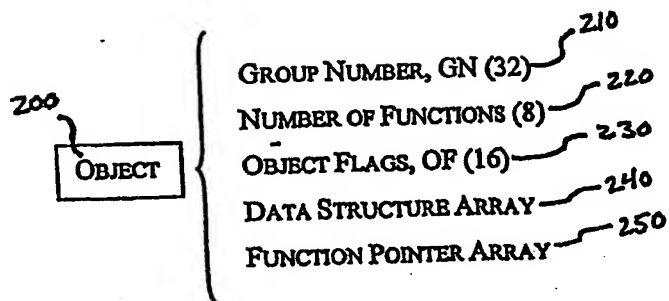 210
GROUP NUMBER, GN (32)
220
200
NUMBER OF FUNCTIONS (8)
230
OBJECT
OBJECT FLAGS, OF (16)
240
DATA STRUCTURE ARRAY
250
FUNCTION POINTER ARRAY